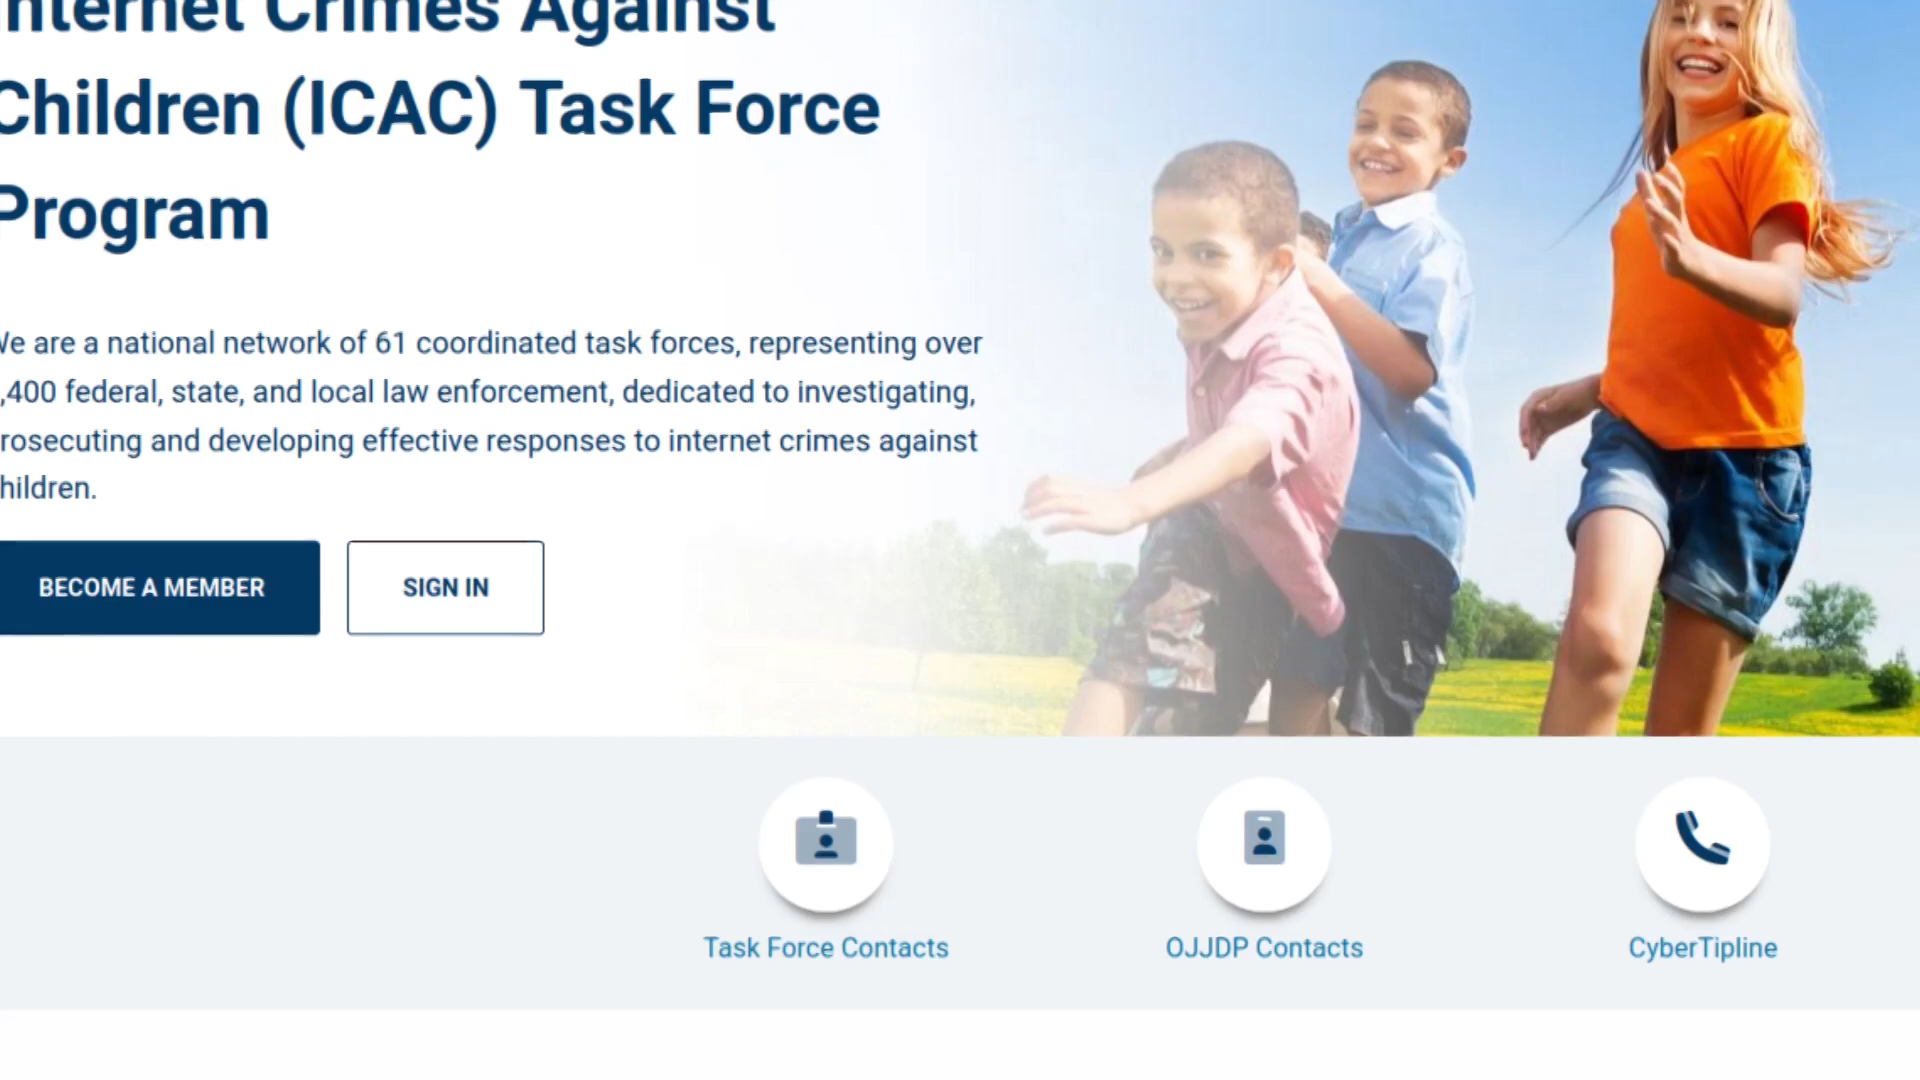 Internet Crimes Against
Children (ICAC) Task Force
Program
We are a national network of 61 coordinated task forces, representing over
,400 federal, state, and local law enforcement, dedicated to investigating,
rosecuting and developing effective responses to internet crimes against
hildren.
BECOME A MEMBER
SIGN IN
Task Force Contacts
OJJDP Contacts
CyberTipline